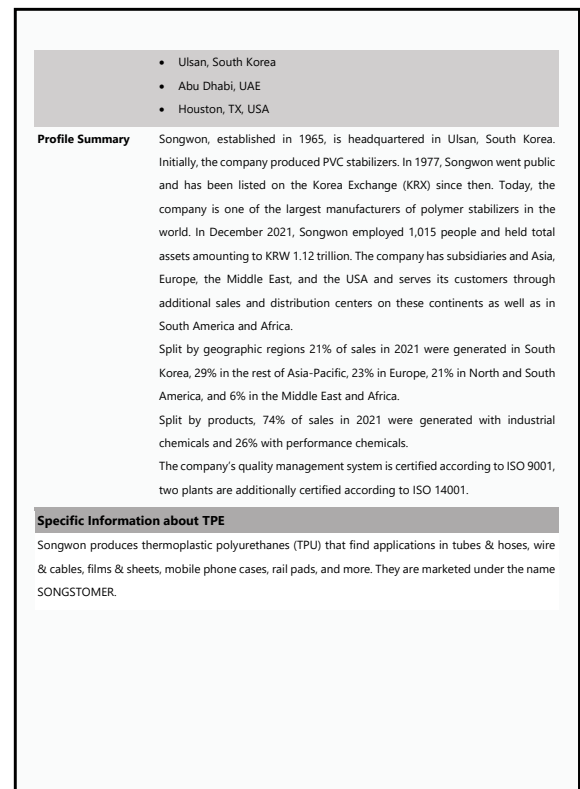 • Ulsan, South Korea
• Abu Dhabi, UAE
• Houston, TX, USA
Profile Summary
Songwon, established in 1965, is headquartered in Ulsan, South Korea.
Initially, the company produced PVC stabilizers. In 1977, Songwon went public
and has been listed on the Korea Exchange (KRX) since then. Today, the
company is one of the largest manufacturers of polymer stabilizers in the
world. In December 2021, Songwon employed 1,015 people and held total
assets amounting to KRW 1.12 trillion. The company has subsidiaries and Asia,
Europe, the Middle East, and the USA and serves its customers through
additional sales and distribution centers on these continents as well as in
South America and Africa.
Split by geographic regions 21% of sales in 2021 were generated in South
Korea, 29% in the rest of Asia-Pacific, 23% in Europe, 21% in North and South
America, and 6% in the Middle East and Africa.
Split by products, 74% of sales in 2021 were generated with industrial
chemicals and 26% with performance chemicals.
The company's quality management system is certified according to ISO 9001,
two plants are additionally certified according to ISO 14001.
Specific Information about TPE
Songwon produces thermoplastic polyurethanes (TPU) that find applications in tubes & hoses, wire
& cables, films & sheets, mobile phone cases, rail pads, and more. They are marketed under the name
SONGSTOMER.